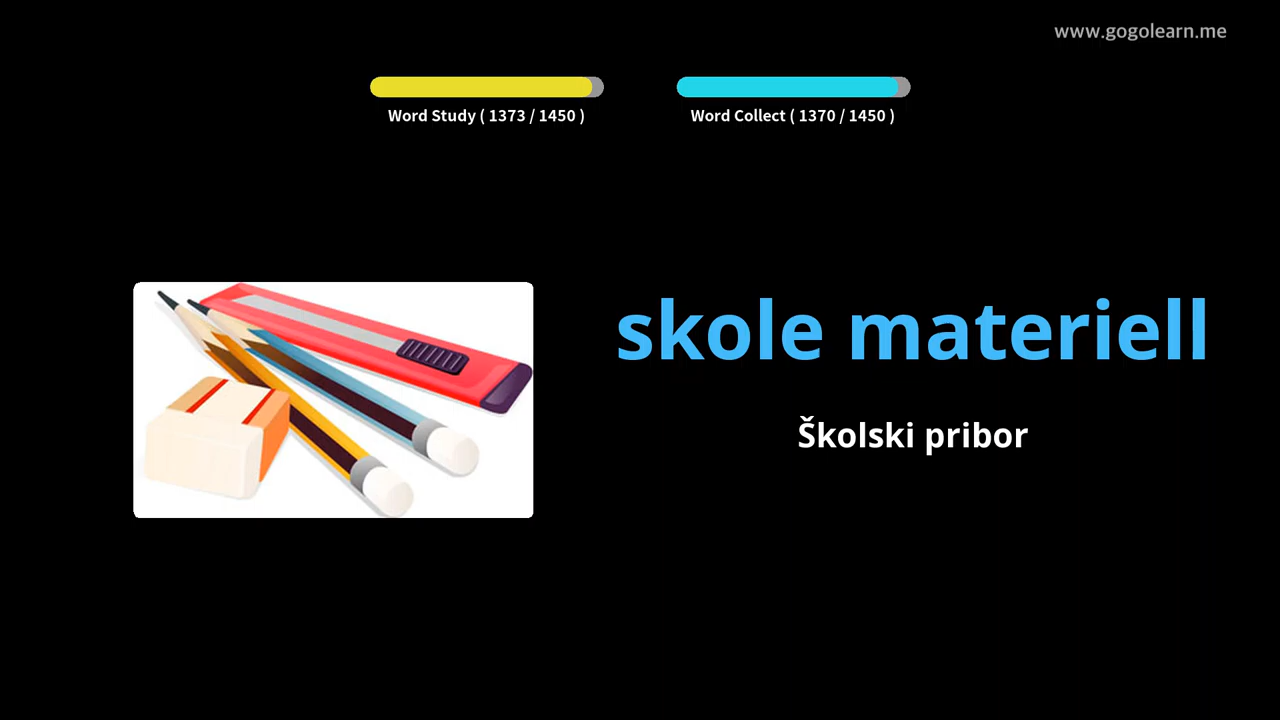 www.gogolearn.me
Word Study ( 1373 / 1450 )
Word Collect ( 1370 / 1450 )
skole materiell
Školski pribor